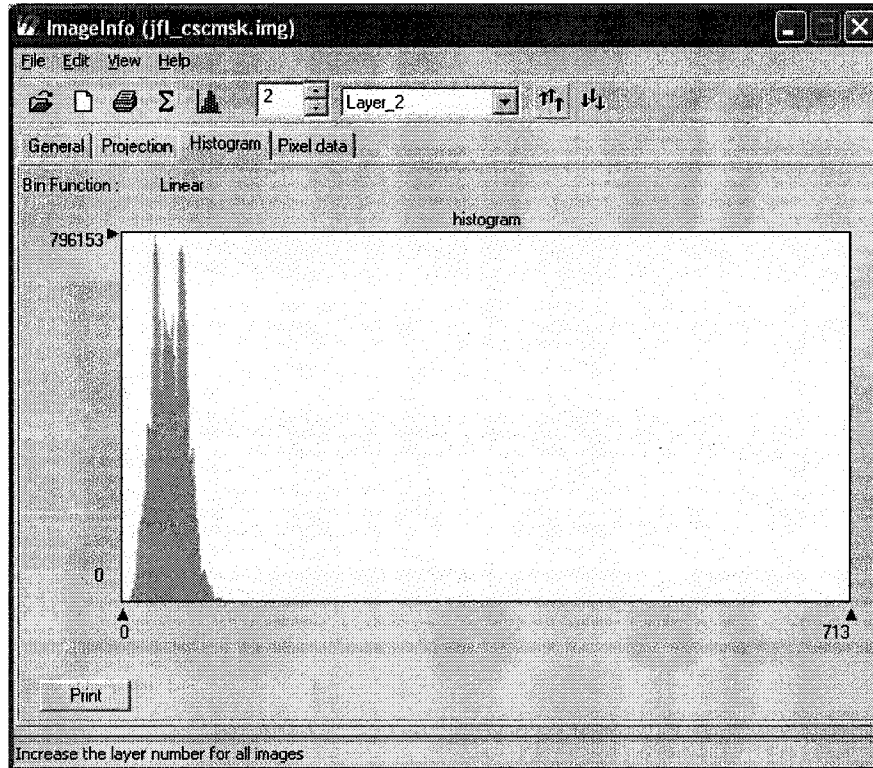 ImageInfo (jfl_cscmsk.img)
File Edit View Help
Σ 2 Layer_2
General Projection Histogram Pixel data
Bin Function : Linear
histogram
796153
0
0 713
Print
Increase the layer number for all images